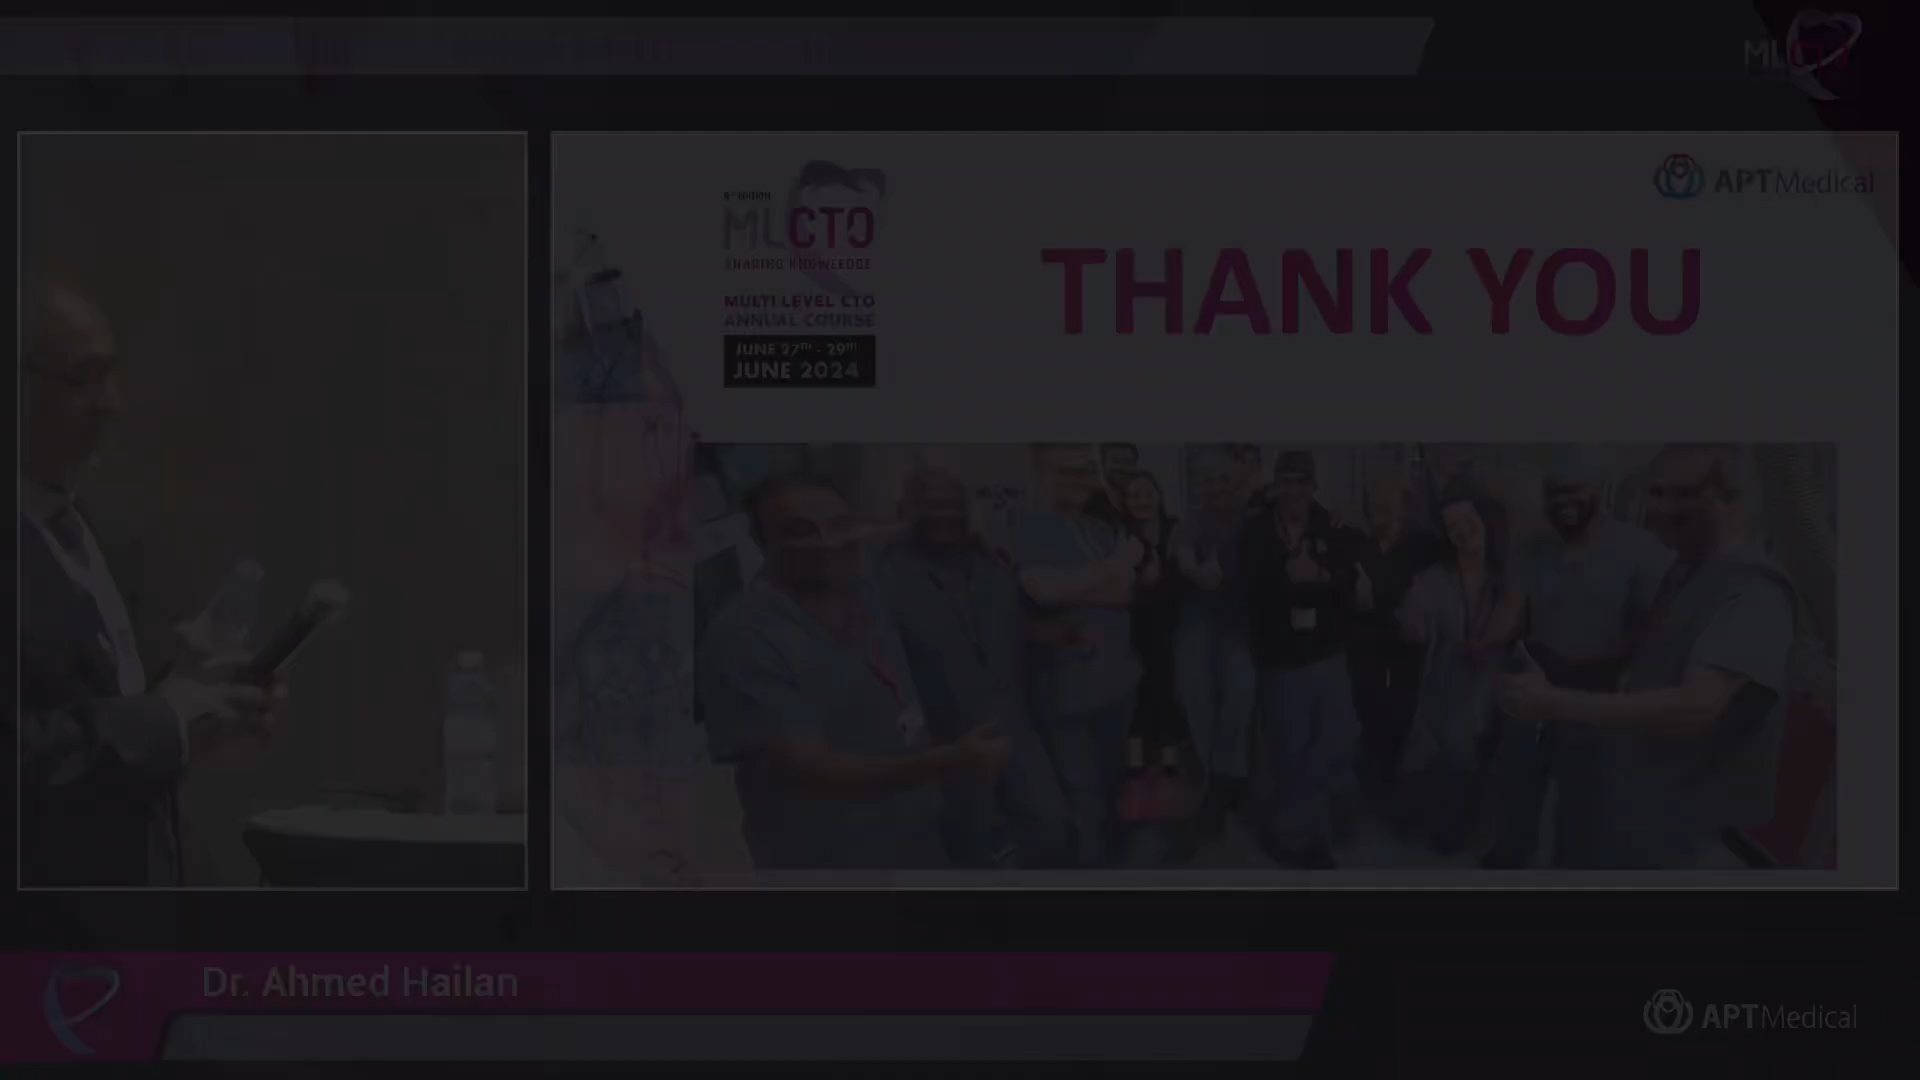 MLCTO
APTMedical
MLCTO
SHARING KNOWLEDGE
MULTI LEVEL CTO
ANNUAL COURSE
JUNE 27TH - 29TH
JUNE 2024
THANK YOU
Dr. Ahmed Hailan
APTMedical